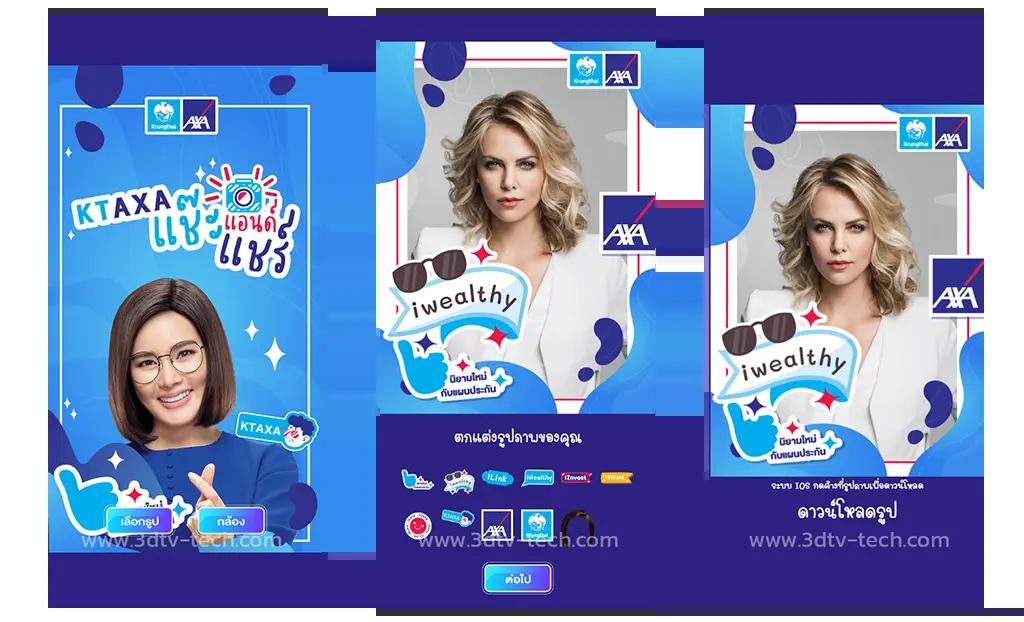 Krungthai
AXA
KTAXA
แช๊ะ
แอนด์
แชร์
KTAXA
เลือกรูป
กล้อง
www.3dtv-tech.com
Krungthai
AXA
AXA
iwealthy
นิยามใหม่
กับแผนประกัน
ตกแต่งรูปภาพของคุณ
iLink
iWealthy
iInvest
KTAXA
AXA
Krungthai
www.3dtv-tech.com
ต่อไป
Krungthai
AXA
AXA
iwealthy
นิยามใหม่
กับแผนประกัน
ระบบ IOS กดค้างที่รูปภาพเพื่อดาวน์โหลด
ดาวน์โหลดรูป
www.3dtv-tech.com